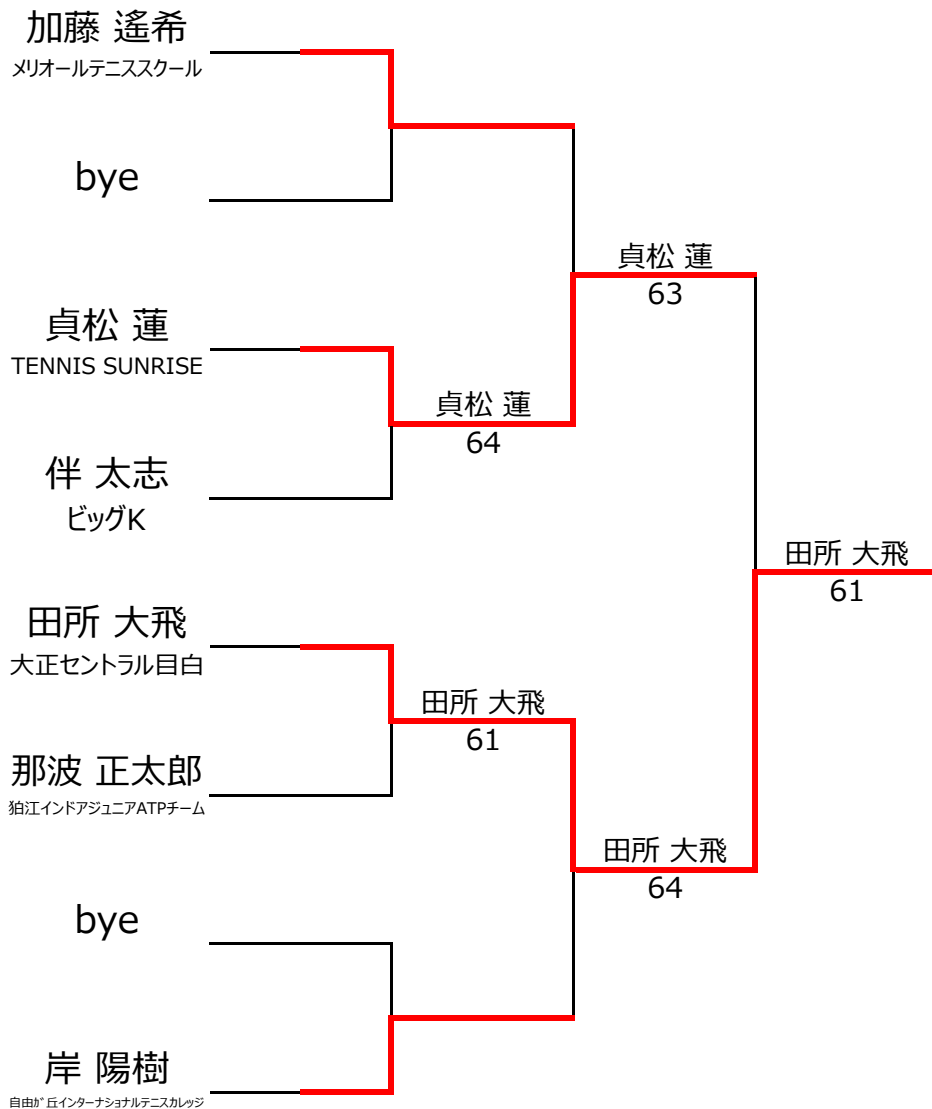 加藤 遙希
メリオールテニススクール
bye
貞松 蓮
63
貞松 蓮
TENNIS SUNRISE
貞松 蓮
64
伴 太志
ビッグK
田所 大飛
61
田所 大飛
大正セントラル目白
田所 大飛
61
那波 正太郎
狛江インドアジュニアATPチーム
田所 大飛
64
bye
岸 陽樹
自由が丘インターナショナルテニスカレッジ